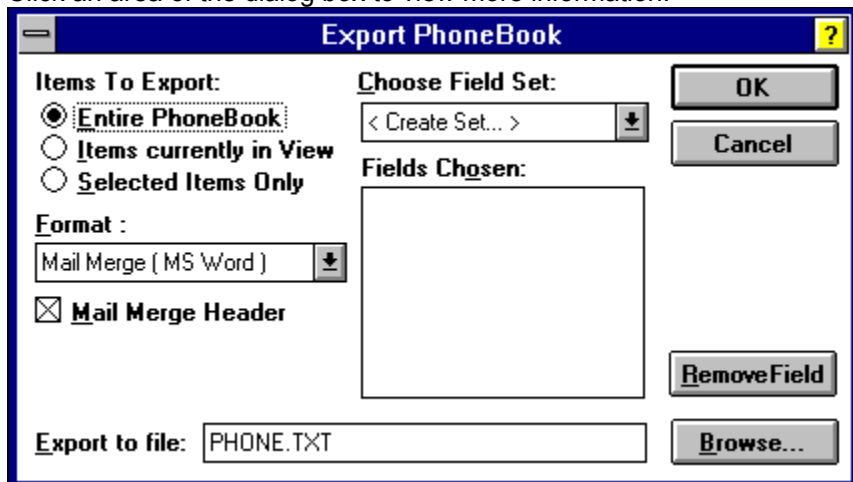 Click an area of the dialog box to view more information.
Export PhoneBook ?
Items To Export:
Entire PhoneBook
Items currently in View
Selected Items Only
Format :
Mail Merge ( MS Word )
Mail Merge Header
Choose Field Set:
< Create Set... >
Fields Chosen:
OK
Cancel
RemoveField
Export to file: PHONE.TXT
Browse...